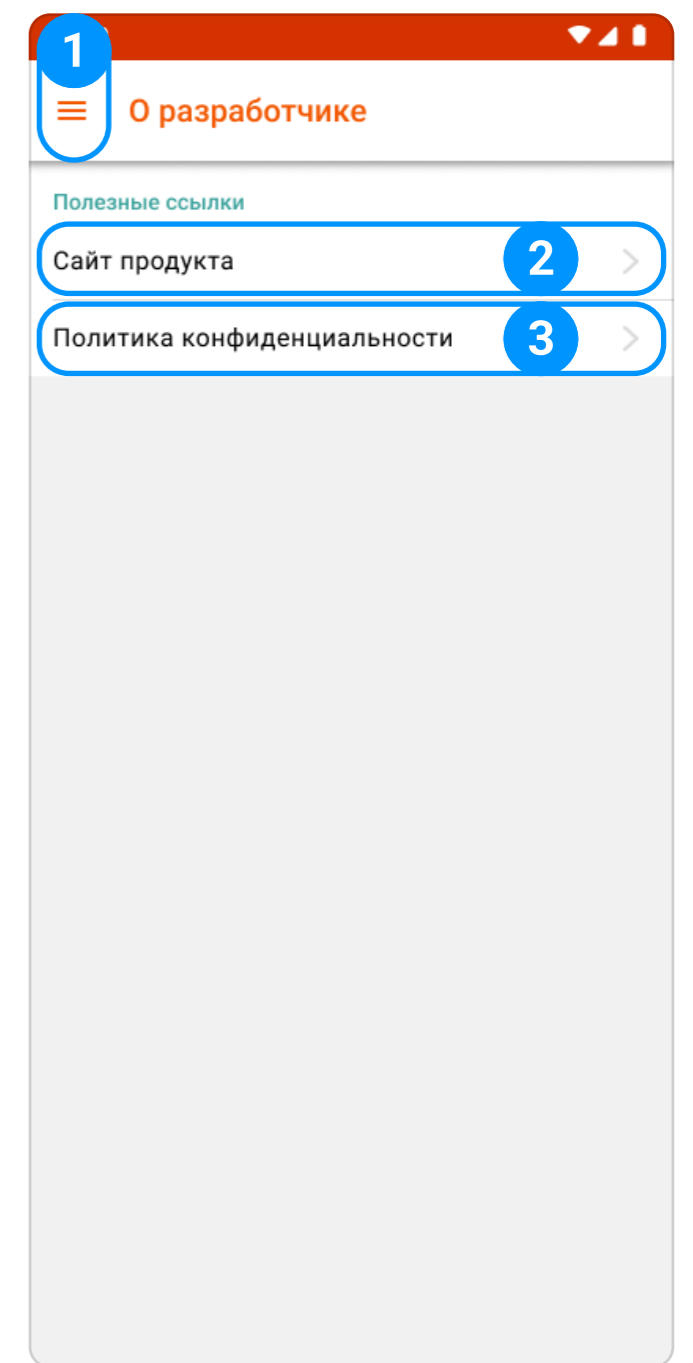 1
О разработчике
Полезные ссылки
Сайт продукта 2
Политика конфиденциальности 3